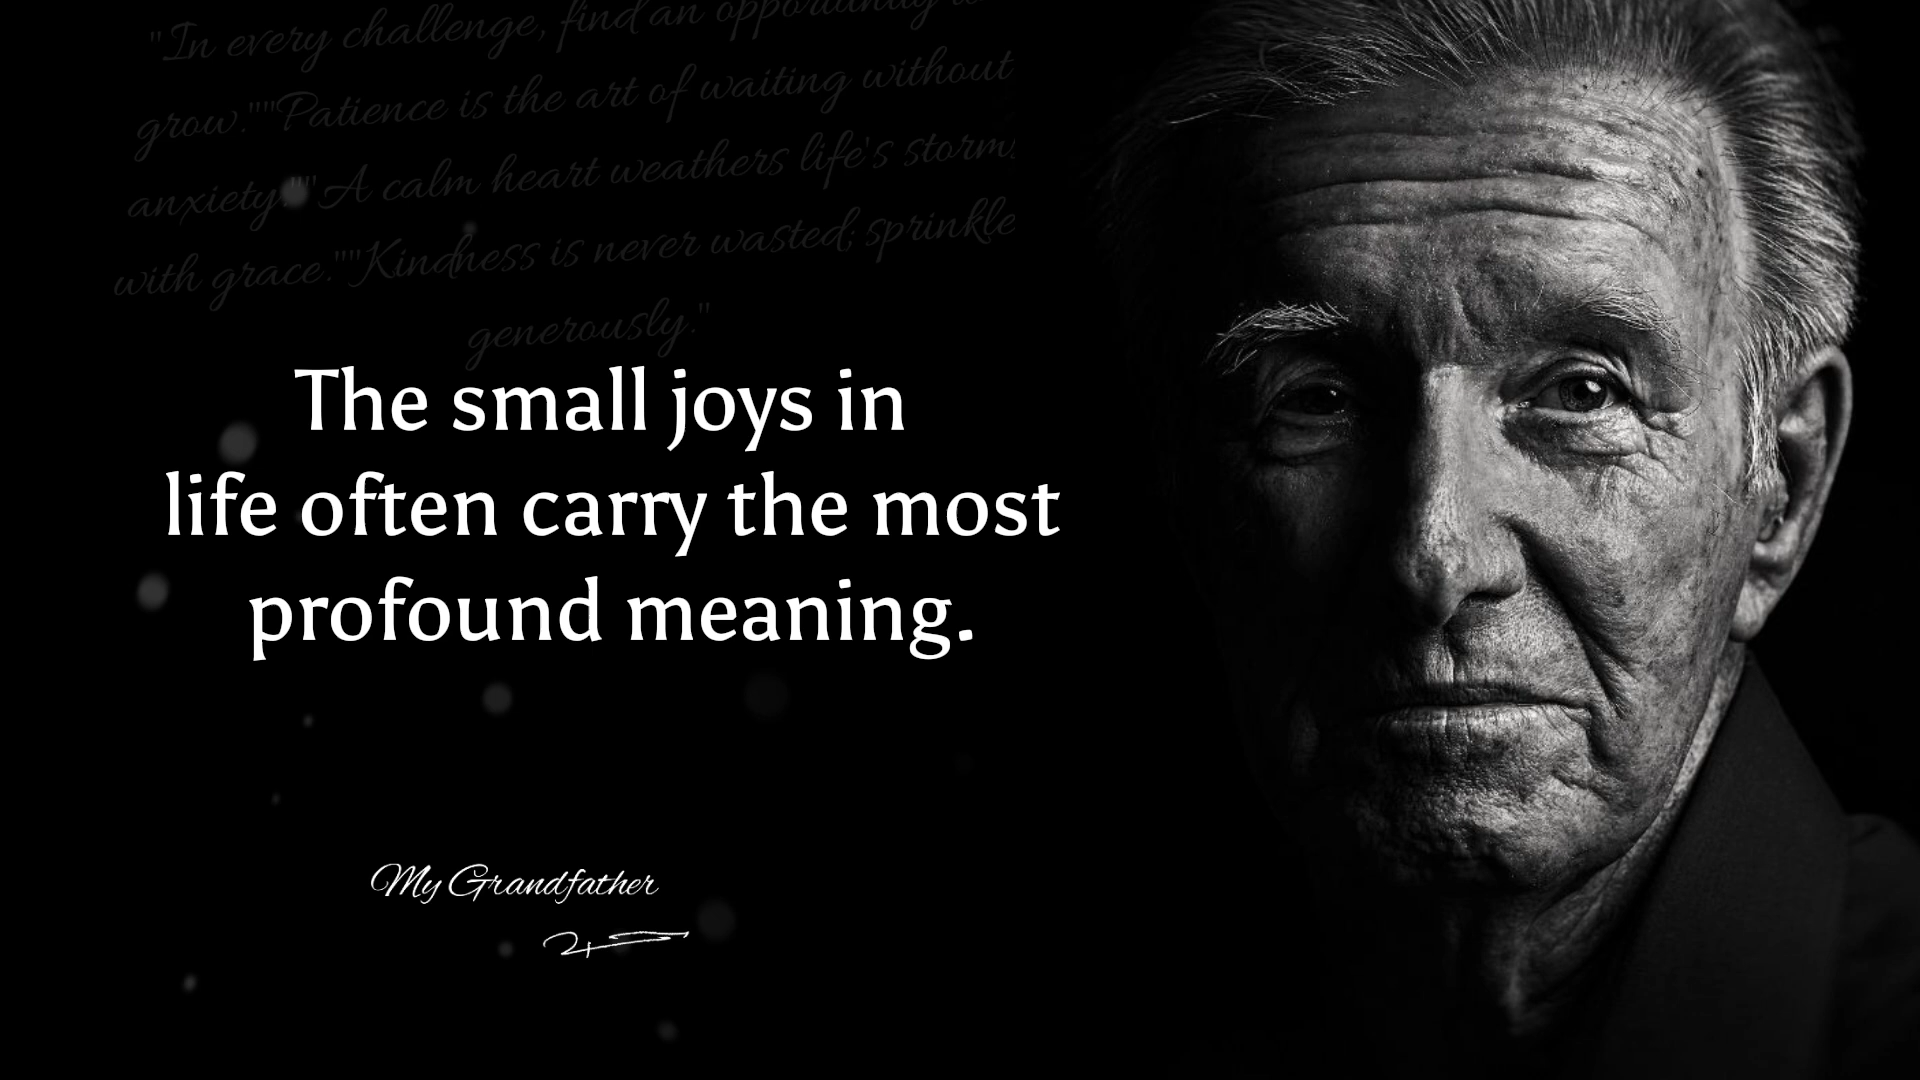 "In every challenge, find an opportunity to
grow.""Patience is the art of waiting without
anxiety.""A calm heart weathers life's storms
with grace.""Kindness is never wasted; sprinkle it
generously."
The small joys in
life often carry the most
profound meaning.
My Grandfather